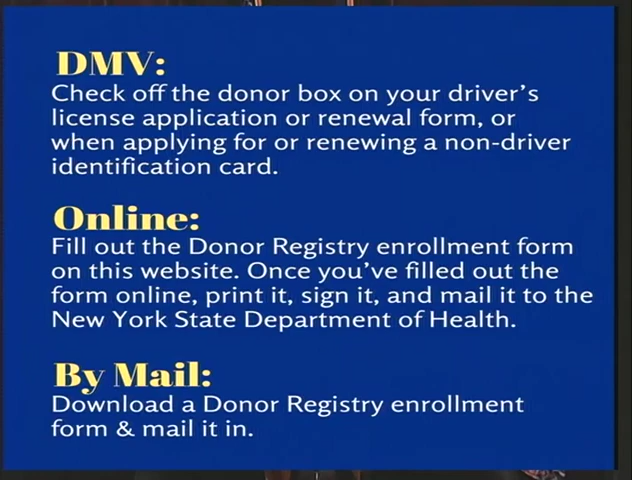 DMV:
Check off the donor box on your driver's
license application or renewal form, or
when applying for or renewing a non-driver
identification card.
Online:
Fill out the Donor Registry enrollment form
on this website. Once you've filled out the
form online, print it, sign it, and mail it to the
New York State Department of Health.
By Mail:
Download a Donor Registry enrollment
form & mail it in.